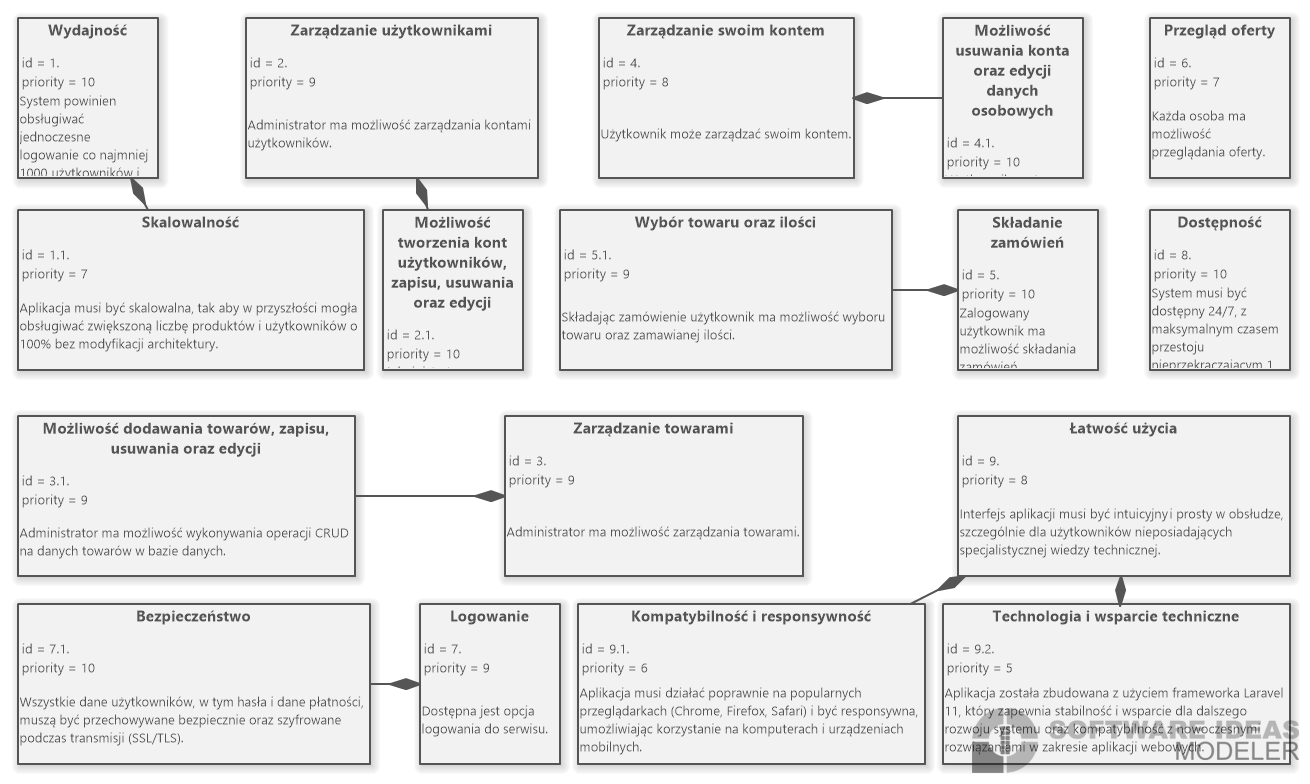 Wydajność
id = 1.
priority = 10
System powinien
obsługiwać
jednoczesne
logowanie co najmniej
1000 użytkowników i
Zarządzanie użytkownikami
id = 2.
priority = 9
Administrator ma możliwość zarządzania kontami
użytkowników.
Zarządzanie swoim kontem
id = 4.
priority = 8
Użytkownik może zarządzać swoim kontem.
Możliwość
usuwania konta
oraz edycji
danych
osobowych
id = 4.1.
priority = 10
Przegląd oferty
id = 6.
priority = 7
Każda osoba ma
możliwość
przeglądania oferty.
Skalowalność
id = 1.1.
priority = 7
Aplikacja musi być skalowalna, tak aby w przyszłości mogła
obsługiwać zwiększoną liczbę produktów i użytkowników o
100% bez modyfikacji architektury.
Możliwość
tworzenia kont
użytkowników,
zapisu, usuwania
oraz edycji
id = 2.1.
priority = 10
Wybór towaru oraz ilości
id = 5.1.
priority = 9
Składając zamówienie użytkownik ma możliwość wyboru
towaru oraz zamawianej ilości.
Składanie
zamówień
id = 5.
priority = 10
Zalogowany
użytkownik ma
możliwość składania
zamówień
Dostępność
id = 8.
priority = 10
System musi być
dostępny 24/7, z
maksymalnym czasem
przestoju
nieprzekraczającym 1
Możliwość dodawania towarów, zapisu,
usuwania oraz edycji
id = 3.1.
priority = 9
Administrator ma możliwość wykonywania operacji CRUD
na danych towarów w bazie danych.
Zarządzanie towarami
id = 3.
priority = 9
Administrator ma możliwość zarządzania towarami.
Łatwość użycia
id = 9.
priority = 8
Interfejs aplikacji musi być intuicyjny i prosty w obsłudze,
szczególnie dla użytkowników nieposiadających
specjalistycznej wiedzy technicznej.
Bezpieczeństwo
id = 7.1.
priority = 10
Wszystkie dane użytkowników, w tym hasła i dane płatności,
muszą być przechowywane bezpiecznie oraz szyfrowane
podczas transmisji (SSL/TLS).
Logowanie
id = 7.
priority = 9
Dostępna jest opcja
logowania do serwisu.
Kompatybilność i responsywność
id = 9.1.
priority = 6
Aplikacja musi działać poprawnie na popularnych
przeglądarkach (Chrome, Firefox, Safari) i być responsywna,
umożliwiając korzystanie na komputerach i urządzeniach
mobilnych.
Technologia i wsparcie techniczne
id = 9.2.
priority = 5
Aplikacja została zbudowana z użyciem frameworka Laravel
11, który zapewnia stabilność i wsparcie dla dalszego
rozwoju systemu oraz kompatybilność z nowoczesnymi
rozwiązaniami w zakresie aplikacji webowych.
SOFTWARE IDEAS
MODELER